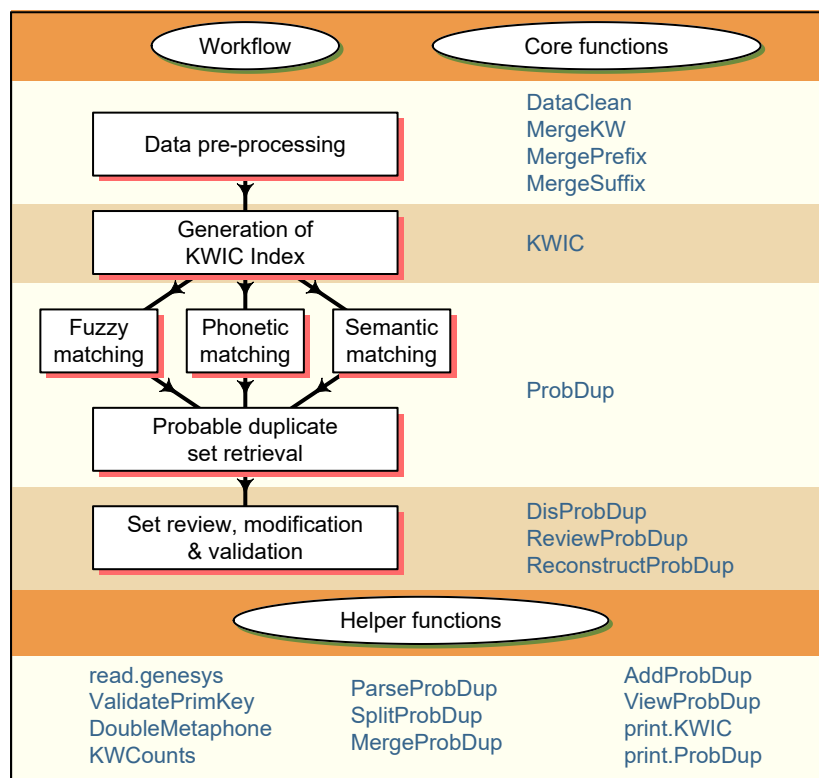 Workflow
Core functions
Data pre-processing
DataClean
MergeKW
MergePrefix
MergeSuffix
Generation of
KWIC Index
KWIC
Fuzzy
matching
Phonetic
matching
Semantic
matching
Probable duplicate
set retrieval
ProbDup
Set review, modification
& validation
DisProbDup
ReviewProbDup
ReconstructProbDup
Helper functions
read.genesys
ValidatePrimKey
DoubleMetaphone
KWCounts
ParseProbDup
SplitProbDup
MergeProbDup
AddProbDup
ViewProbDup
print.KWIC
print.ProbDup